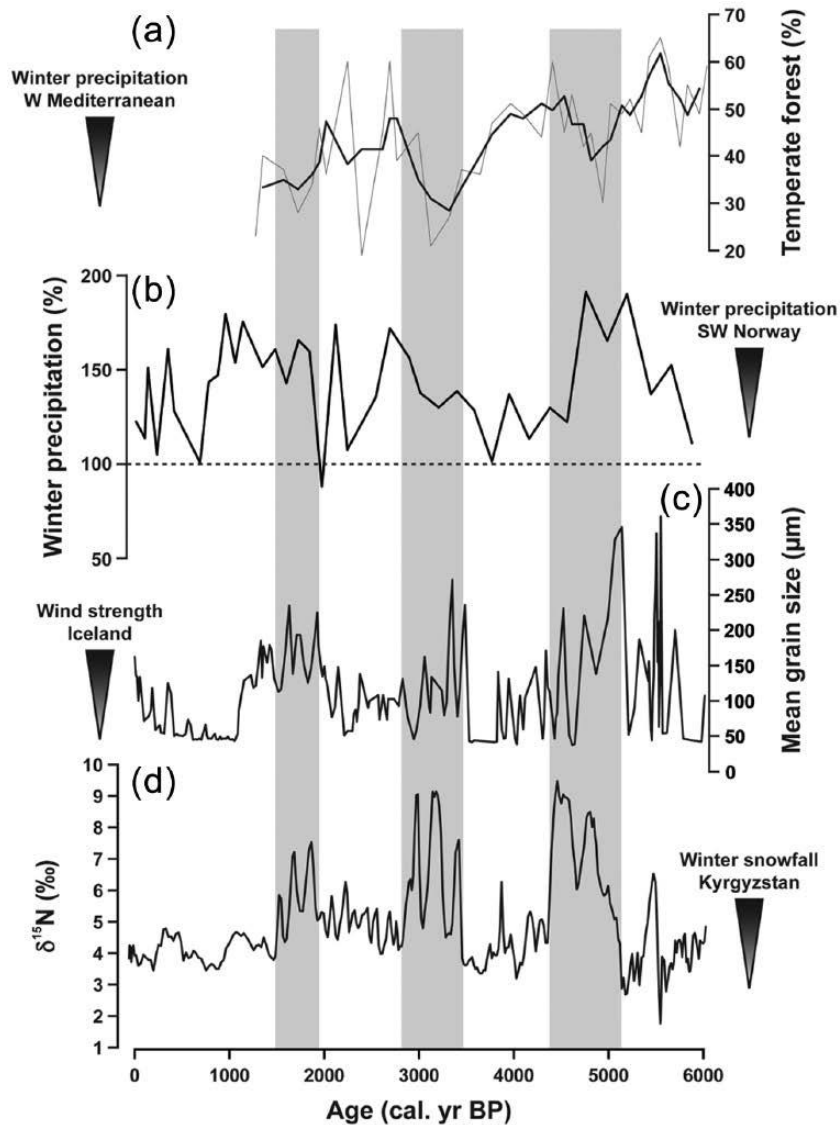 (a)
Winter precipitation
W Mediterranean
70
60
50
40
30
20
Temperate forest (%)
200
150
100
50
Winter precipitation (%)
(b)
Winter precipitation
SW Norway
(c)
400
350
300
250
200
150
100
50
0
Mean grain size (μm)
Wind strength
Iceland
10
9
8
7
6
5
4
3
2
1
δ¹⁵N (‰)
(d)
Winter snowfall
Kyrgyzstan
0 1000 2000 3000 4000 5000 6000
Age (cal. yr BP)